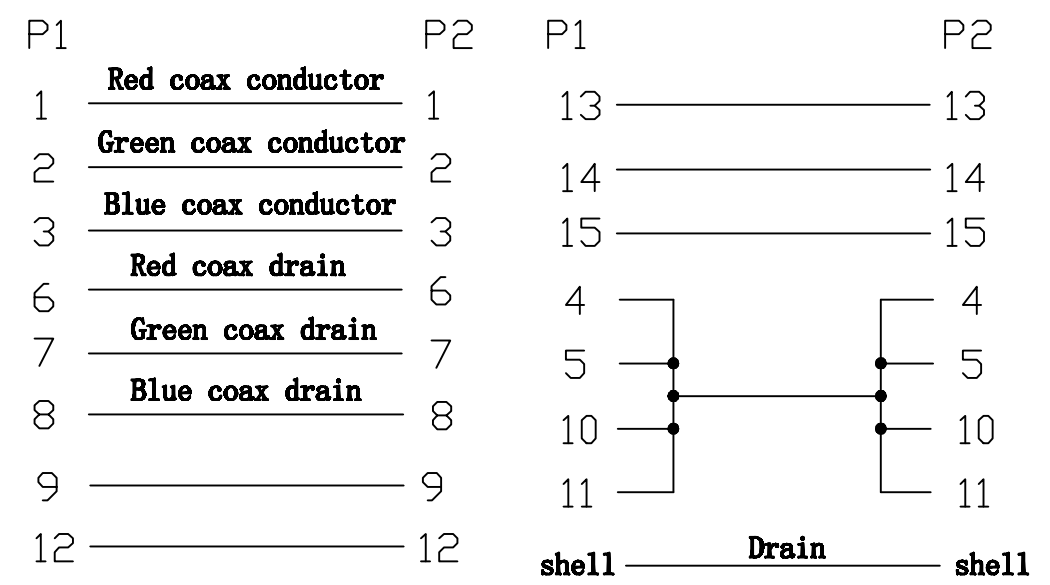 P1 P2 P1 P2
Red coax conductor
1 1 13 13
Green coax conductor
2 2 14 14
Blue coax conductor
3 3 15 15
Red coax drain
6 6 4 4
Green coax drain
7 7 5 5
Blue coax drain
8 8 10 10
9 9 11 11
12 12
Drain
shell shell